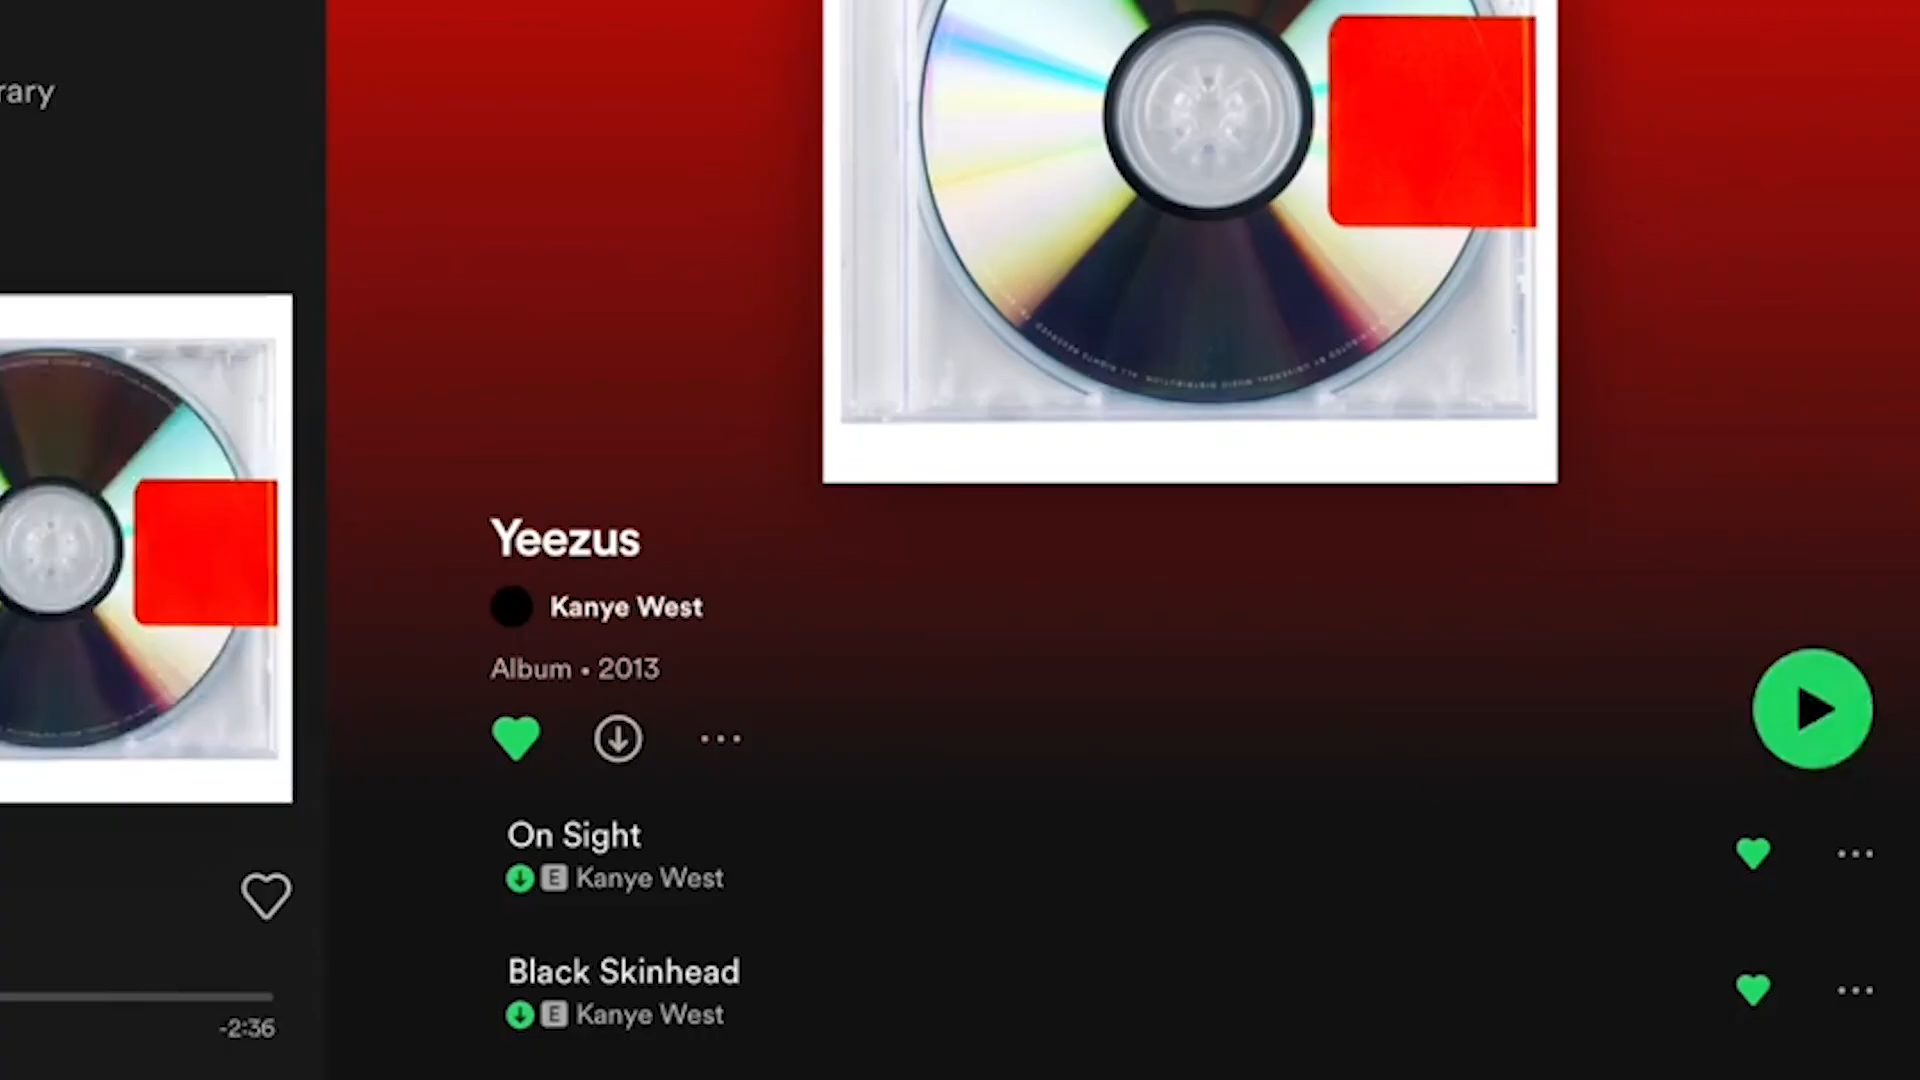 rary
Yeezus
Kanye West
Album • 2013
On Sight
E Kanye West
Black Skinhead
E Kanye West
-2:36